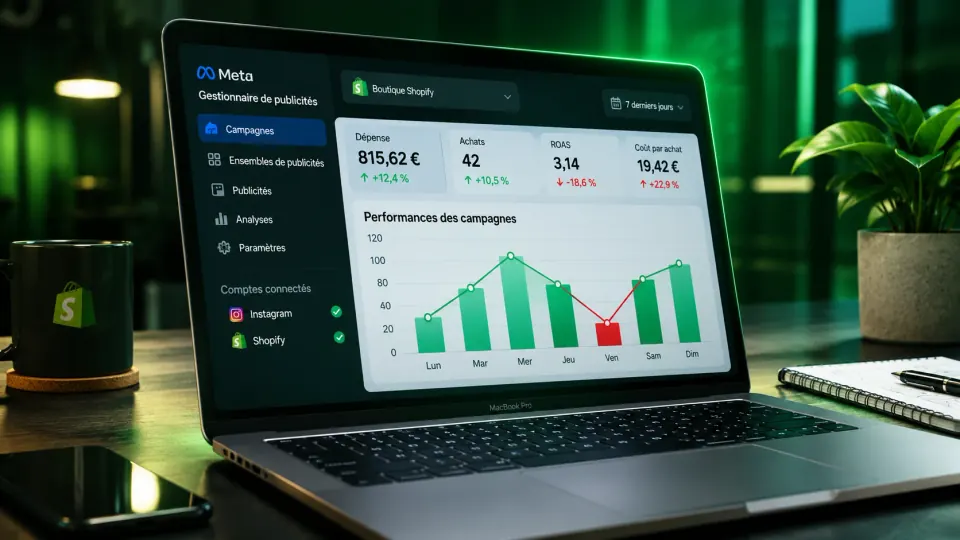 Meta
Gestionnaire de publicités
Campagnes
Ensembles de publicités
Publicités
Analyses
Paramètres
Comptes connectés
Instagram
Shopify
Boutique Shopify
7 derniers jours
Dépense
815,62 €
↑ +12,4 %
Achats
42
↑ +10,5 %
ROAS
3,14
↓ -18,6 %
Coût par achat
19,42 €
↑ +22,9 %
Performances des campagnes
120
100
80
40
20
0
Lun
Mar
Mer
Jeu
Ven
Sam
Dim
MacBook Pro